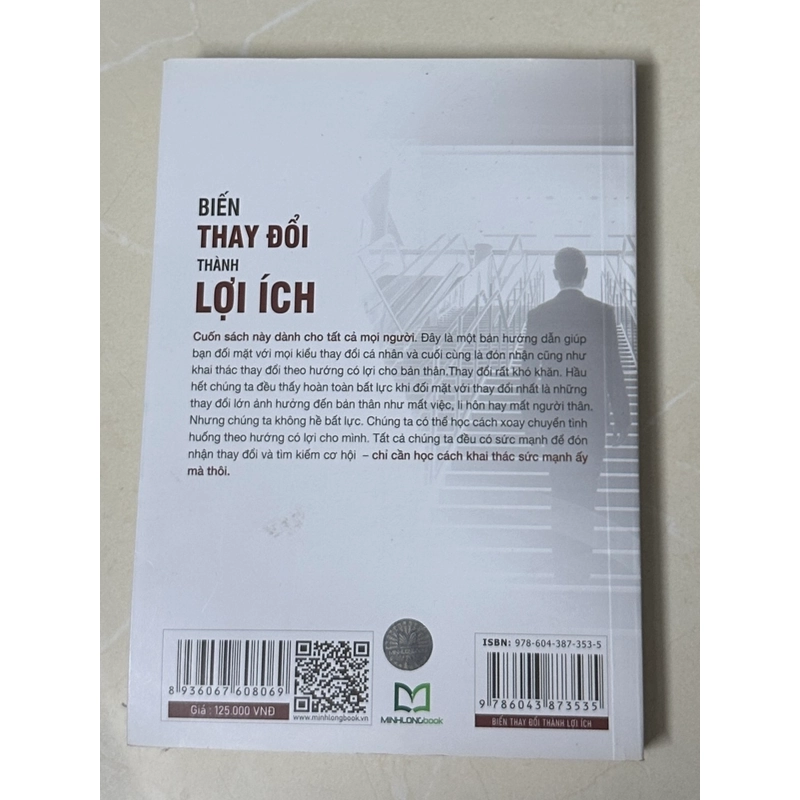 BIẾN
THAY ĐỔI
THÀNH
LỢI ÍCH
Cuốn sách này dành cho tất cả mọi người. Đây là một bản hướng dẫn giúp
bạn đối mặt với mọi kiểu thay đổi cá nhân và cuối cùng là đón nhận cũng như
khai thác thay đổi theo hướng có lợi cho bản thân.Thay đổi rất khó khăn. Hầu
hết chúng ta đều thấy hoàn toàn bất lực khi đối mặt với thay đổi nhất là những
thay đổi lớn ảnh hưởng đến bản thân như mất việc, li hôn hay mất người thân.
Nhưng chúng ta không hề bất lực. Chúng ta có thể học cách xoay chuyển tình
huống theo hướng có lợi cho mình. Tất cả chúng ta đều có sức mạnh để đón
nhận thay đổi và tìm kiếm cơ hội – chỉ cần học cách khai thác sức mạnh ấy
mà thôi.
8 936067 608069
Giá : 125.000 VNĐ
www.minhlongbook.vn
MINHLONGbook
ISBN: 978-604-387-353-5
9 786043 873535
BIẾN THAY ĐỔI THÀNH LỢI ÍCH